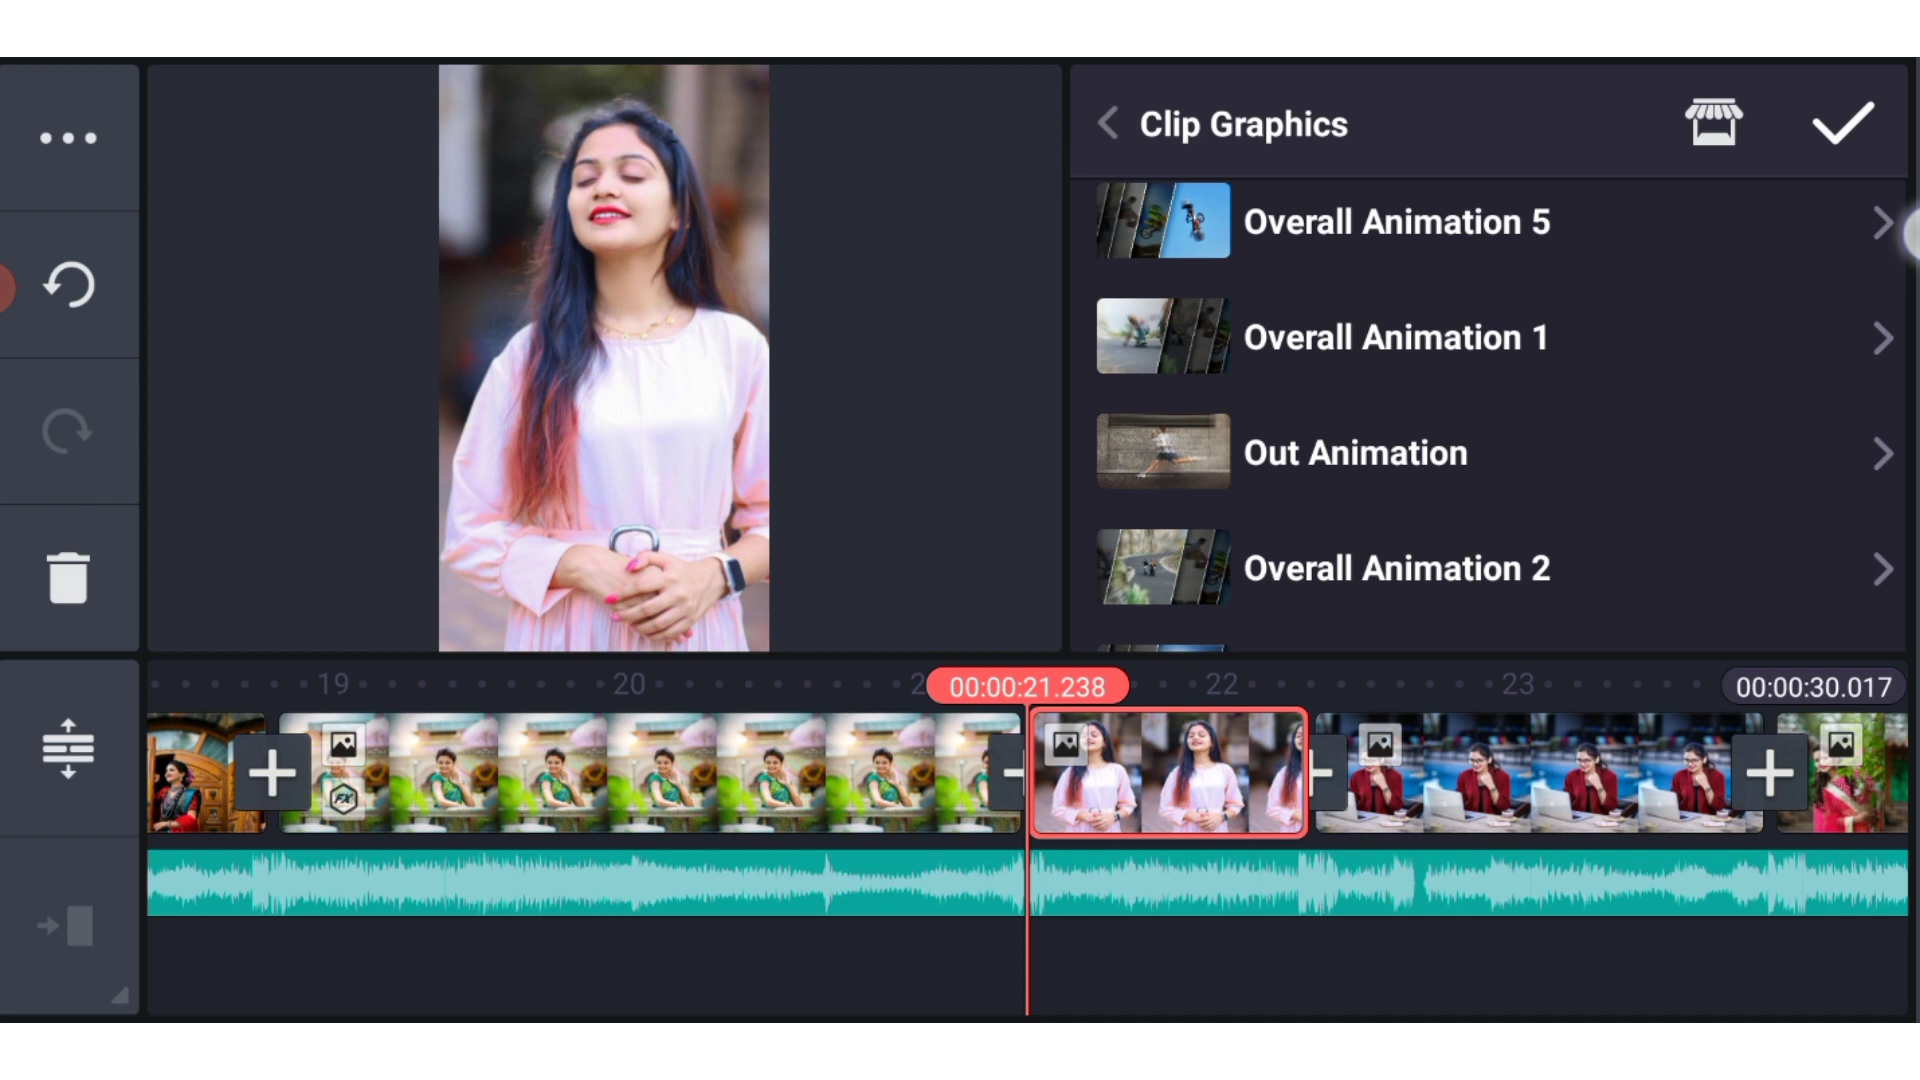 Clip Graphics
Overall Animation 5
Overall Animation 1
Out Animation
Overall Animation 2
19
20
00:00:21.238
22
23
00:00:30.017
FX